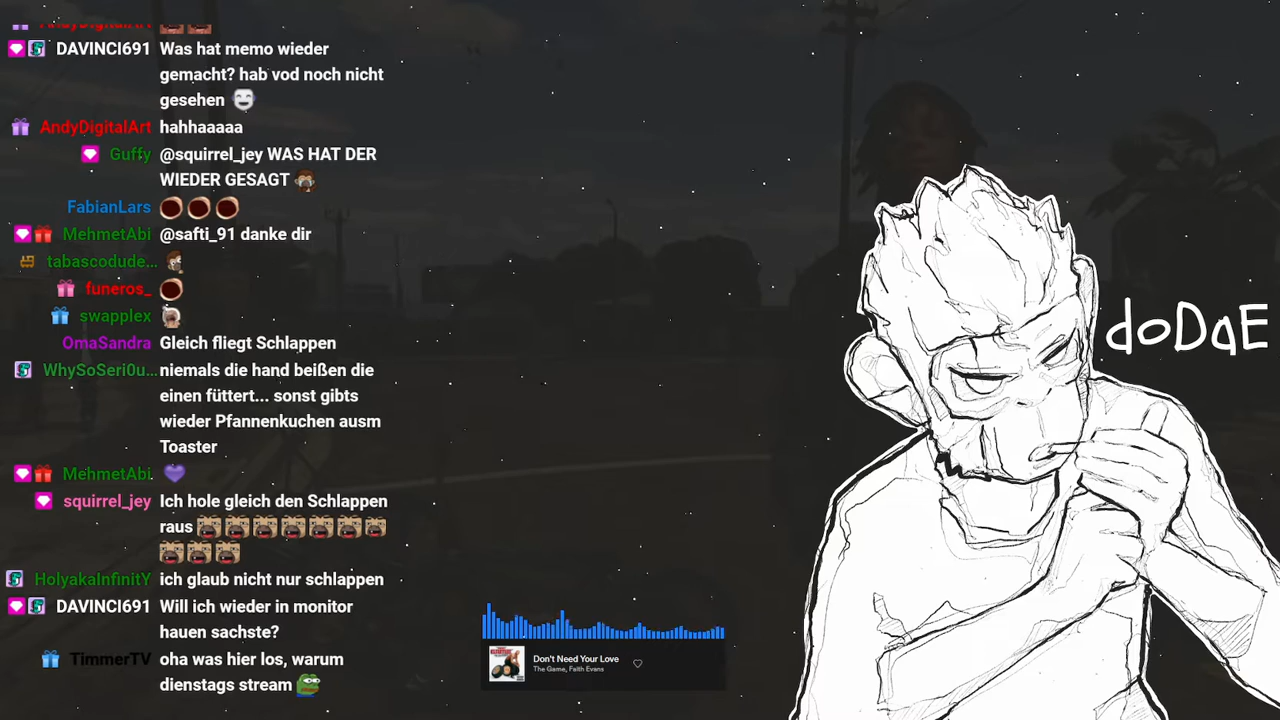 DAVINCI691 Was hat memo wieder
gemacht? hab vod noch nicht
gesehen
AndyDigitalArt hahhaaaaa
Guffy @squirrel_jey WAS HAT DER
WIEDER GESAGT
FabianLars
MehmetAbi @safti_91 danke dir
tabascodude...
funeros_
swapplex
OmaSandra Gleich fliegt Schlappen
WhySoSeri0u... niemals die hand beißen die
einen füttert... sonst gibts
wieder Pfannenkuchen ausm
Toaster
MehmetAbi
squirrel_jey Ich hole gleich den Schlappen
raus
HolyakaInfinitY ich glaub nicht nur schlappen
DAVINCI691 Will ich wieder in monitor
hauen sachste?
TimmerTV oha was hier los, warum
dienstags stream
doDaE
Don't Need Your Love
The Game, Faith Evans